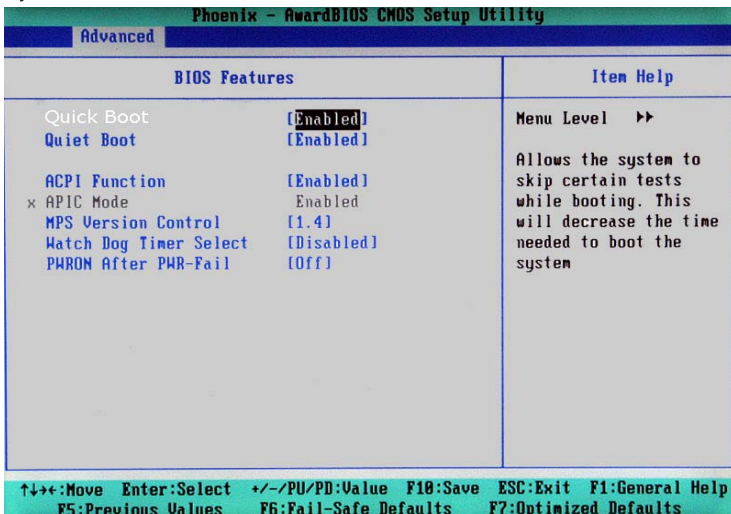 Phoenix - AwardBIOS CMOS Setup Utility
Advanced
BIOS Features
Item Help
Quick Boot [Enabled]
Quiet Boot [Enabled]
ACPI Function [Enabled]
x APIC Mode Enabled
MPS Version Control [1.4]
Watch Dog Timer Select [Disabled]
PWRON After PWR-Fail [Off]
Menu Level ▸▸
Allows the system to
skip certain tests
while booting. This
will decrease the time
needed to boot the
system
↑↓→←:Move Enter:Select +/-/PU/PD:Value F10:Save ESC:Exit F1:General Help
F5:Previous Values F6:Fail-Safe Defaults F7:Optimized Defaults